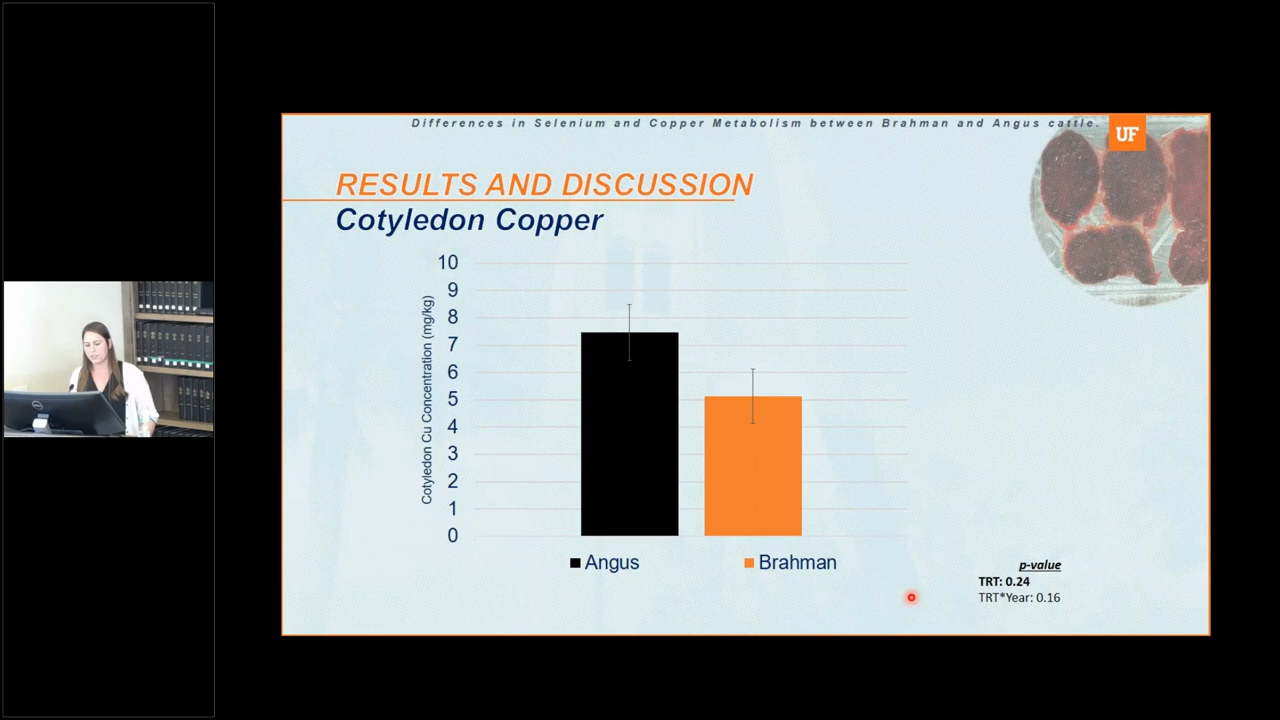 Differences in Selenium and Copper Metabolism between Brahman and Angus cattle.
UF
RESULTS AND DISCUSSION
Cotyledon Copper
Cotyledon Cu Concentration (mg/kg)
10
9
8
7
6
5
4
3
2
1
0
Angus
Brahman
p-value
TRT: 0.24
TRT*Year: 0.16